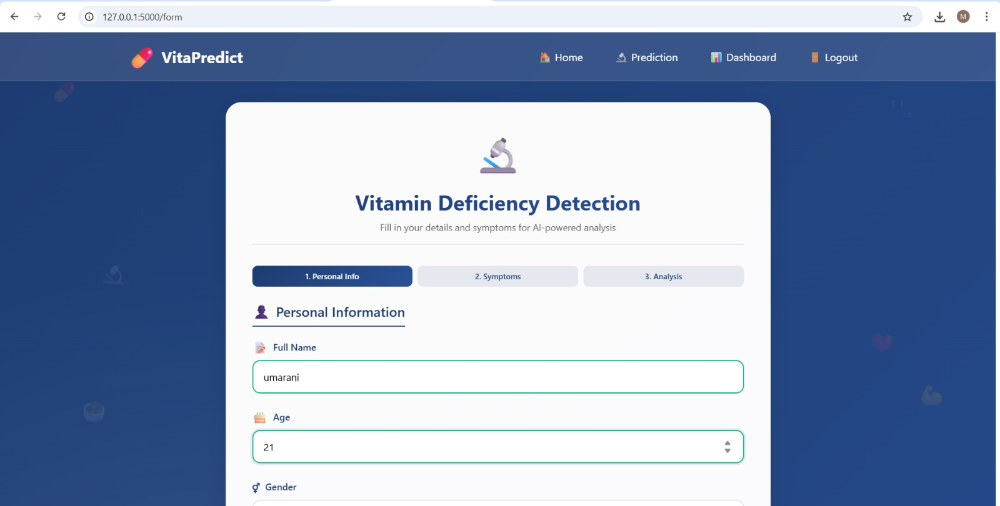 127.0.0.1:5000/form
M
VitaPredict
Home
Prediction
Dashboard
Logout
Vitamin Deficiency Detection
Fill in your details and symptoms for AI-powered analysis
1. Personal Info
2. Symptoms
3. Analysis
Personal Information
Full Name
umarani
Age
21
Gender